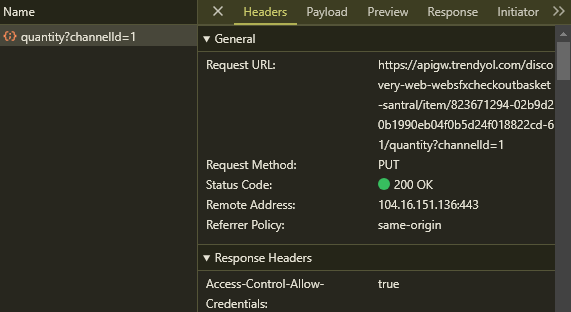 Name
Headers Payload Preview Response Initiator
quantity?channelId=1
General
Request URL: https://apigw.trendyol.com/disco
very-web-websfxcheckoutbasket
-santral/item/823671294-02b9d2
0b1990eb04f0b5d24f018822cd-6
1/quantity?channelId=1
Request Method: PUT
Status Code: 200 OK
Remote Address: 104.16.151.136:443
Referrer Policy: same-origin
Response Headers
Access-Control-Allow- true
Credentials: